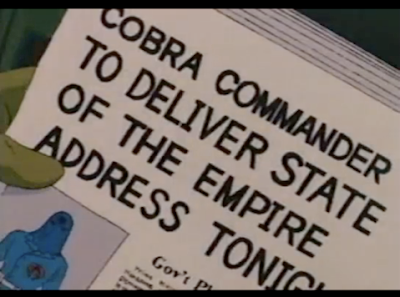 COBRA COMMANDER
TO DELIVER STATE
OF THE EMPIRE
ADDRESS
Gov't